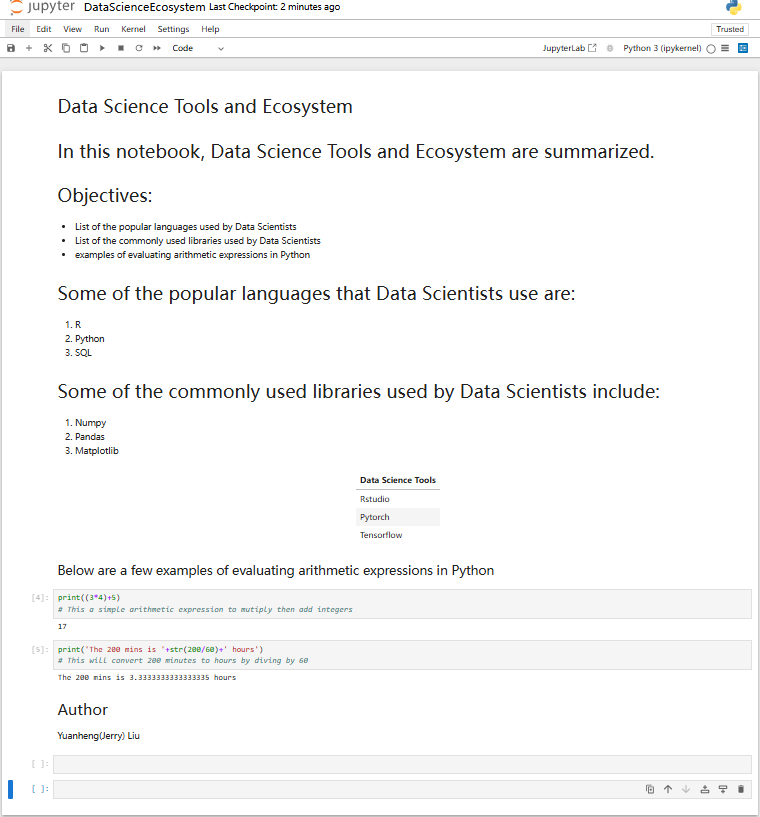 jupyter DataScienceEcosystem Last Checkpoint: 2 minutes ago
File Edit View Run Kernel Settings Help Trusted
Code JupyterLab Python 3 (ipykernel)
Data Science Tools and Ecosystem
In this notebook, Data Science Tools and Ecosystem are summarized.
Objectives:
• List of the popular languages used by Data Scientists
• List of the commonly used libraries used by Data Scientists
• examples of evaluating arithmetic expressions in Python
Some of the popular languages that Data Scientists use are:
1. R
2. Python
3. SQL
Some of the commonly used libraries used by Data Scientists include:
1. Numpy
2. Pandas
3. Matplotlib
Data Science Tools
Rstudio
Pytorch
Tensorflow
Below are a few examples of evaluating arithmetic expressions in Python
[4]: print((3*4)+5)
# This a simple arithmetic expression to mutiply then add integers
17
[5]: print('The 200 mins is '+str(200/60)+' hours')
# This will convert 200 minutes to hours by diving by 60
The 200 mins is 3.3333333333333335 hours
Author
Yuanheng(Jerry) Liu
[ ]:
[ ]: